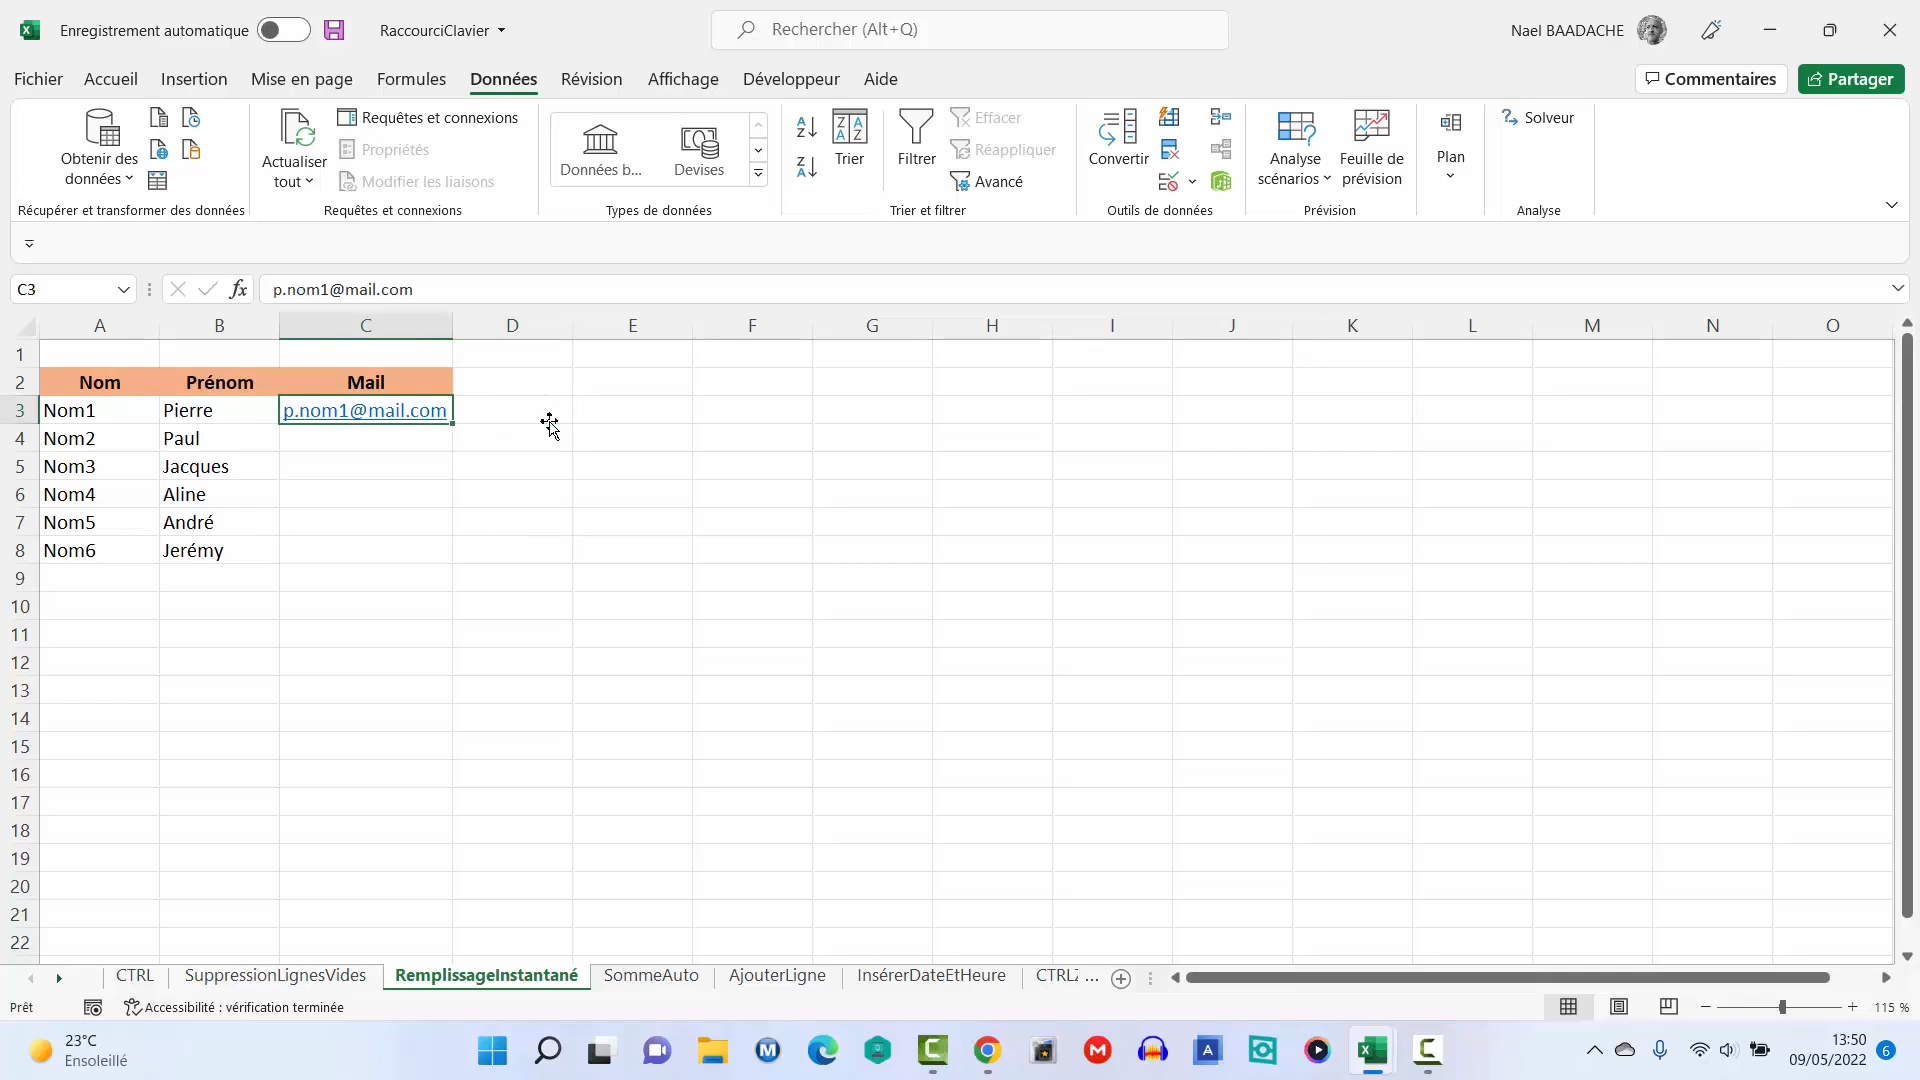 Enregistrement automatique
RaccourciClavier
Rechercher (Alt+Q)
Nael BAADACHE
Fichier Accueil Insertion Mise en page Formules Données Révision Affichage Développeur Aide
Commentaires Partager
Obtenir des données
Récupérer et transformer des données
Actualiser tout
Requêtes et connexions
Propriétés
Modifier les liaisons
Requêtes et connexions
Données b... Devises
Types de données
Trier
Filtrer
Effacer
Réappliquer
Avancé
Trier et filtrer
Convertir
Outils de données
Analyse scénarios
Feuille de prévision
Prévision
Plan
Solveur
Analyse
C3 fx p.nom1@mail.com
A B C D E F G H I J K L M N O
1
2 Nom Prénom Mail
3 Nom1 Pierre p.nom1@mail.com
4 Nom2 Paul
5 Nom3 Jacques
6 Nom4 Aline
7 Nom5 André
8 Nom6 Jerémy
9
10
11
12
13
14
15
16
17
18
19
20
21
22
CTRL SuppressionLignesVides RemplissageInstantané SommeAuto AjouterLigne InsérerDateEtHeure CTRLZ ...
Prêt
Accessibilité : vérification terminée
115 %
23°C
Ensoleillé
13:50
09/05/2022
6